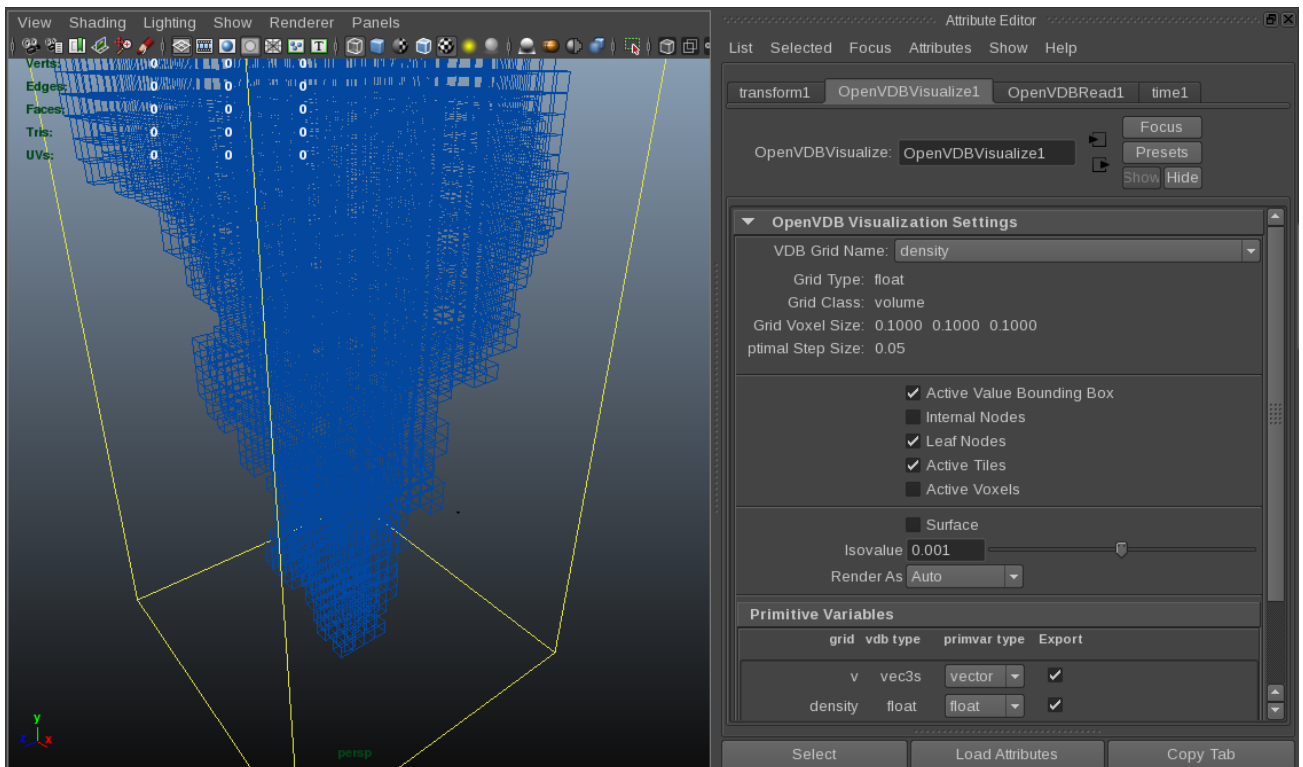 View Shading Lighting Show Renderer Panels
T
Verts: 0 0 0
Edges: 0 0 0
Faces: 0 0 0
Tris: 0 0 0
UVs: 0 0 0
y
z x
persp
Attribute Editor
List Selected Focus Attributes Show Help
transform1 OpenVDBVisualize1 OpenVDBRead1 time1
Focus
OpenVDBVisualize: OpenVDBVisualize1
Presets
Show Hide
OpenVDB Visualization Settings
VDB Grid Name: density
Grid Type: float
Grid Class: volume
Grid Voxel Size: 0.1000 0.1000 0.1000
ptimal Step Size: 0.05
Active Value Bounding Box
Internal Nodes
Leaf Nodes
Active Tiles
Active Voxels
Surface
Isovalue 0.001
Render As Auto
Primitive Variables
grid vdb type primvar type Export
v vec3s vector
density float float
Select Load Attributes Copy Tab